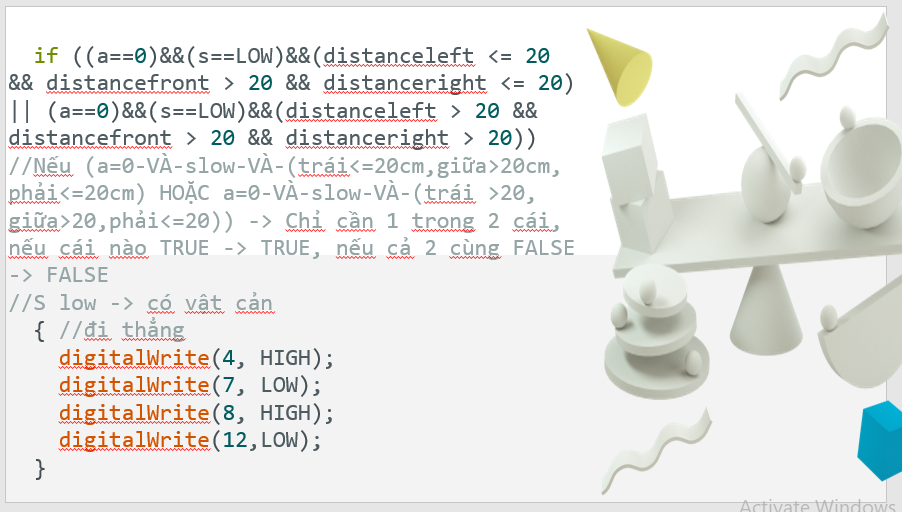 if ((a==0)&&(s==LOW)&&(distanceleft <= 20
&& distancefront > 20 && distanceright <= 20)
|| (a==0)&&(s==LOW)&&(distanceleft > 20 &&
distancefront > 20 && distanceright > 20))
//Nếu (a=0-VÀ-slow-VÀ-(trái<=20cm,giữa>20cm,
phải<=20cm) HOẶC a=0-VÀ-slow-VÀ-(trái >20,
giữa>20,phải<=20)) -> Chỉ cần 1 trong 2 cái,
nếu cái nào TRUE -> TRUE, nếu cả 2 cùng FALSE
-> FALSE
//S low -> có vật cản
{ //đi thẳng
digitalWrite(4, HIGH);
digitalWrite(7, LOW);
digitalWrite(8, HIGH);
digitalWrite(12,LOW);
}
Activate Windows